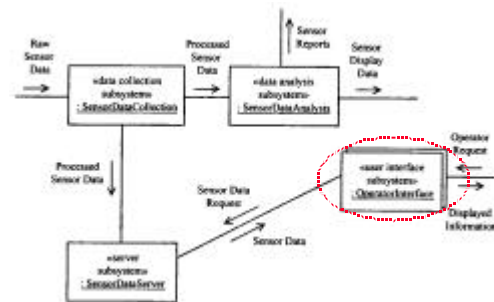 Raw
Sensor
Data
«data collection
subsystem»
: SensorDataCollection
Processed
Sensor
Data
«data analysis
subsystem»
: SensorDataAnalysis
Sensor
Reports
Sensor
Display
Data
Processed
Sensor Data
Sensor Data
Request
Sensor Data
«user interface
subsystem»
: OperatorInterface
Operator
Request
Displayed
Information
«server
subsystem»
: SensorDataServer